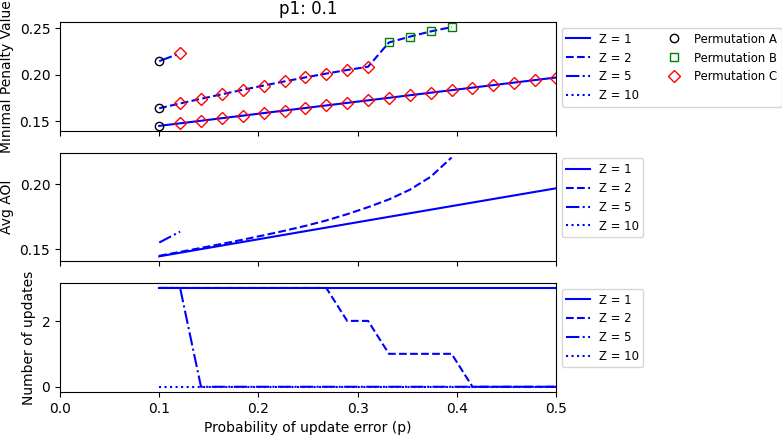 p1: 0.1
Minimal Penalty Value
0.25
0.20
0.15
Z = 1
Z = 2
Z = 5
Z = 10
Permutation A
Permutation B
Permutation C
Avg AOI
0.20
0.15
Z = 1
Z = 2
Z = 5
Z = 10
Number of updates
2
0
Z = 1
Z = 2
Z = 5
Z = 10
0.0 0.1 0.2 0.3 0.4 0.5
Probability of update error (p)